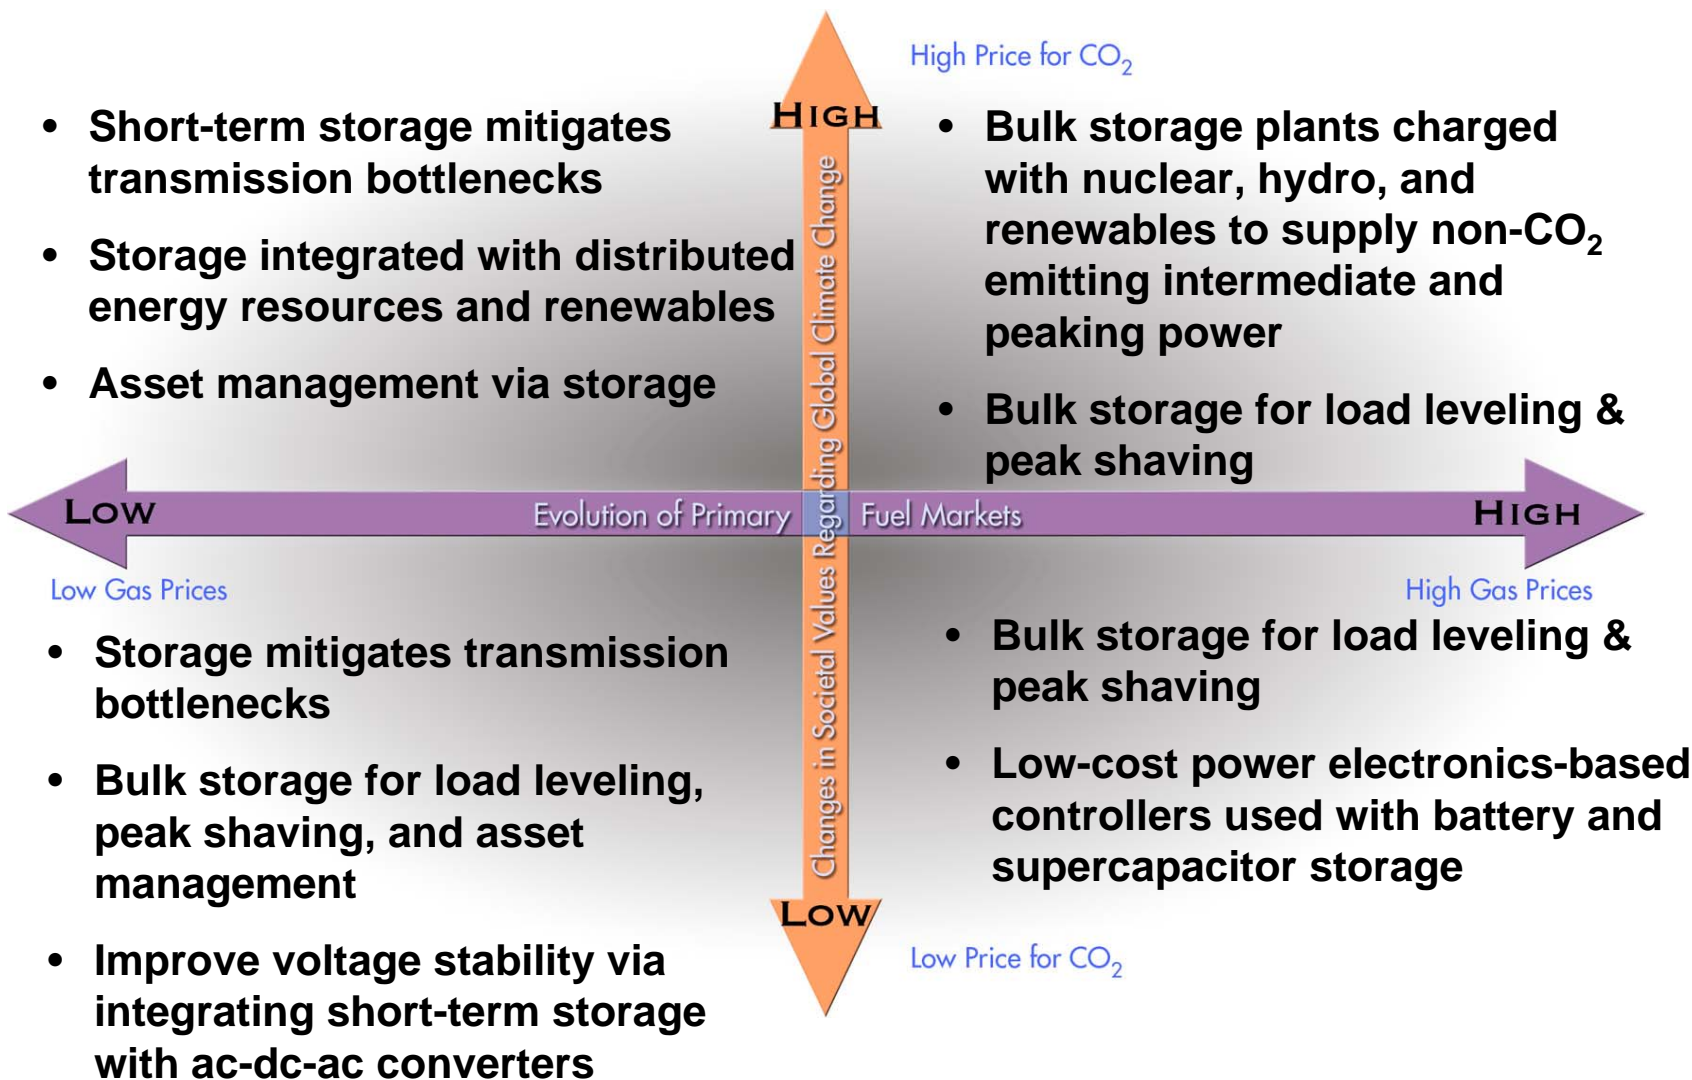 High Price for CO₂
HIGH
• Short-term storage mitigates
transmission bottlenecks
• Storage integrated with distributed
energy resources and renewables
• Asset management via storage
• Bulk storage plants charged
with nuclear, hydro, and
renewables to supply non-CO₂
emitting intermediate and
peaking power
• Bulk storage for load leveling &
peak shaving
Changes in Societal Values Regarding Global Climate Change
LOW
Evolution of Primary Fuel Markets
HIGH
Low Gas Prices
High Gas Prices
• Storage mitigates transmission
bottlenecks
• Bulk storage for load leveling,
peak shaving, and asset
management
• Improve voltage stability via
integrating short-term storage
with ac-dc-ac converters
• Bulk storage for load leveling &
peak shaving
• Low-cost power electronics-based
controllers used with battery and
supercapacitor storage
LOW
Low Price for CO₂